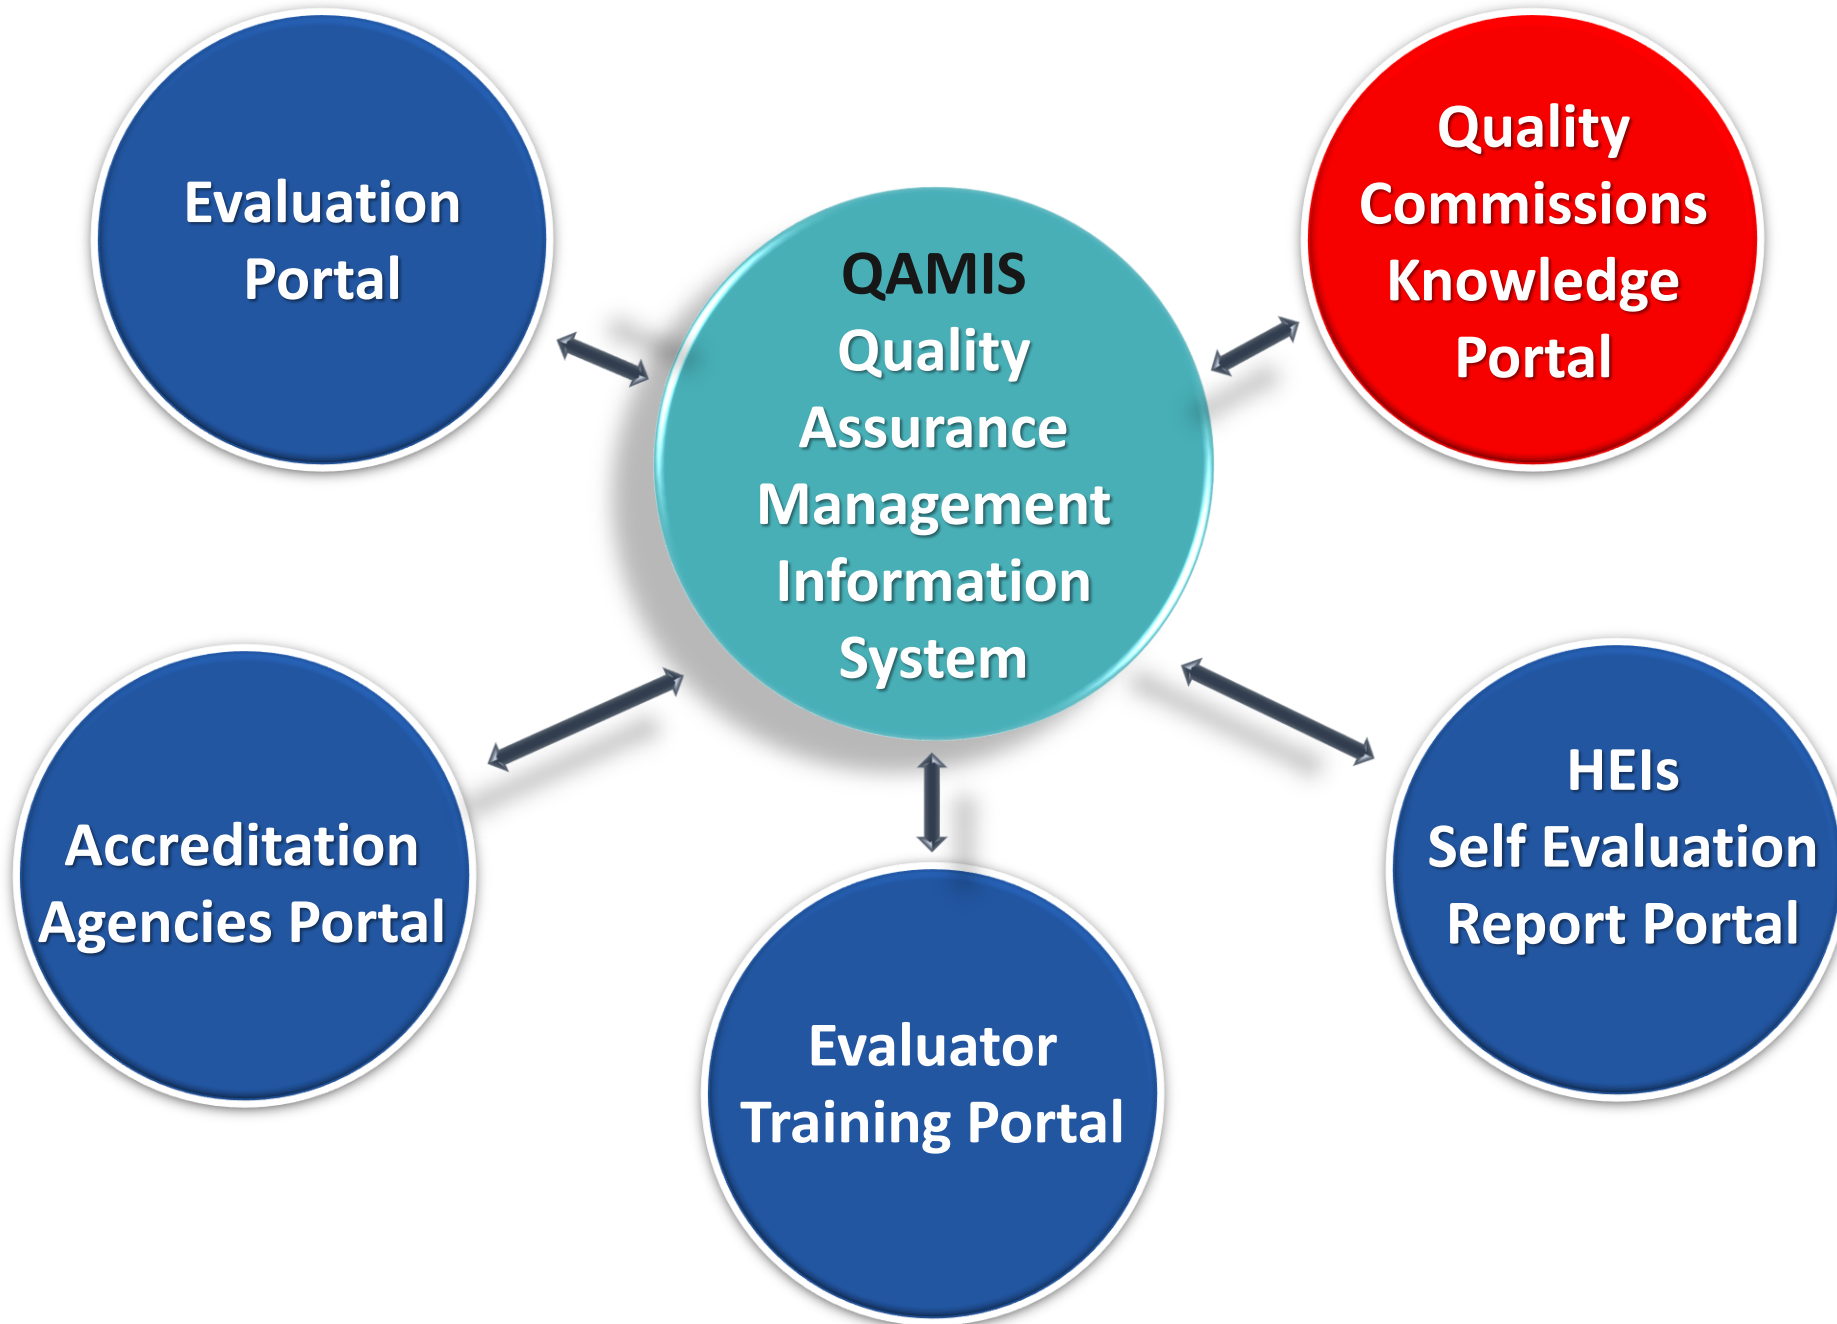 Evaluation
Portal
QAMIS
Quality
Assurance
Management
Information
System
Quality
Commissions
Knowledge
Portal
Accreditation
Agencies Portal
Evaluator
Training Portal
HEIs
Self Evaluation
Report Portal